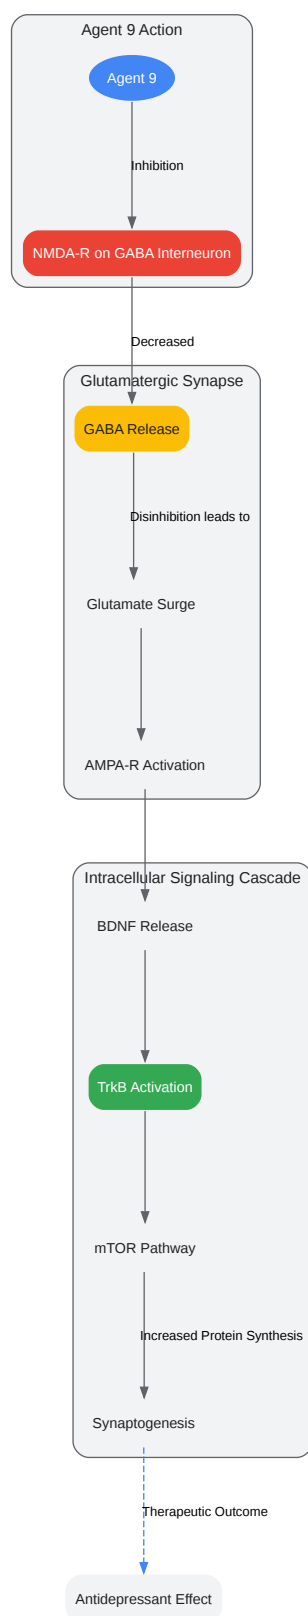 Agent 9 Action
Agent 9
Inhibition
NMDA-R on GABA Interneuron
Decreased
Glutamatergic Synapse
GABA Release
Disinhibition leads to
Glutamate Surge
AMPA-R Activation
Intracellular Signaling Cascade
BDNF Release
TrkB Activation
mTOR Pathway
Increased Protein Synthesis
Synaptogenesis
Therapeutic Outcome
Antidepressant Effect